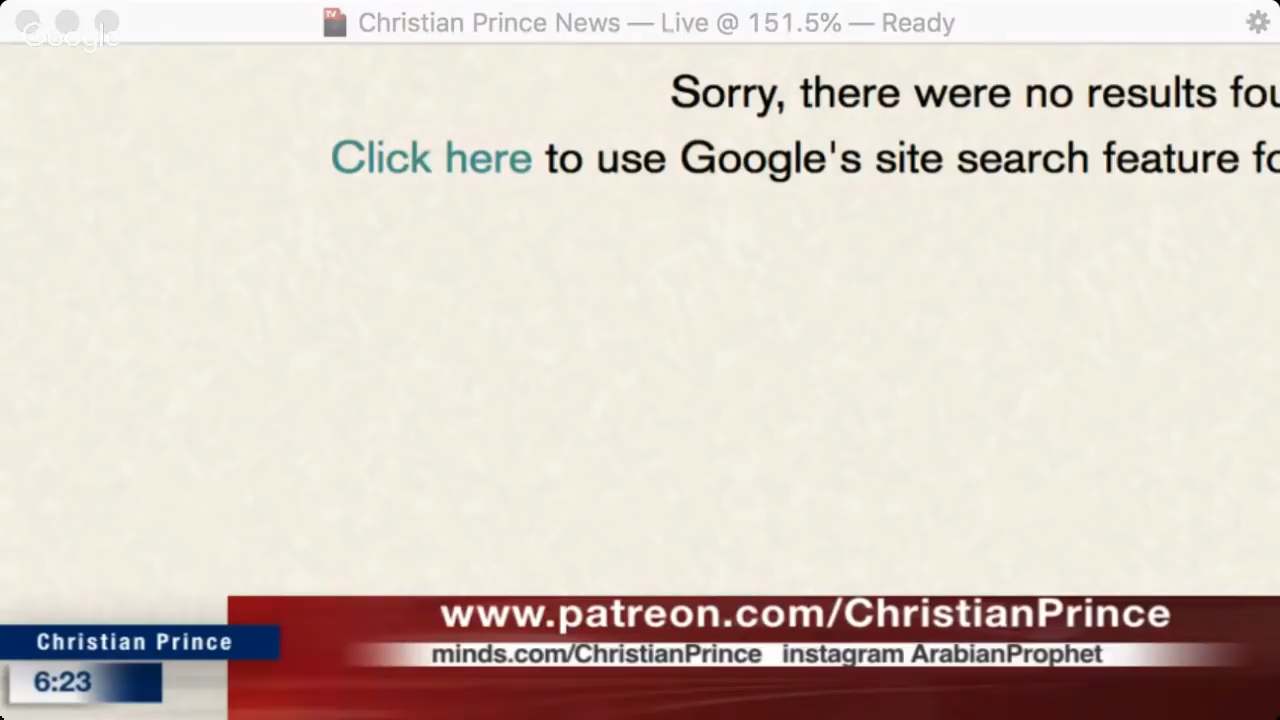 Christian Prince News — Live @ 151.5% — Ready
Google
Sorry, there were no results fou
Click here to use Google's site search feature fo
www.patreon.com/ChristianPrince
Christian Prince
minds.com/ChristianPrince instagram ArabianProphet
6:23